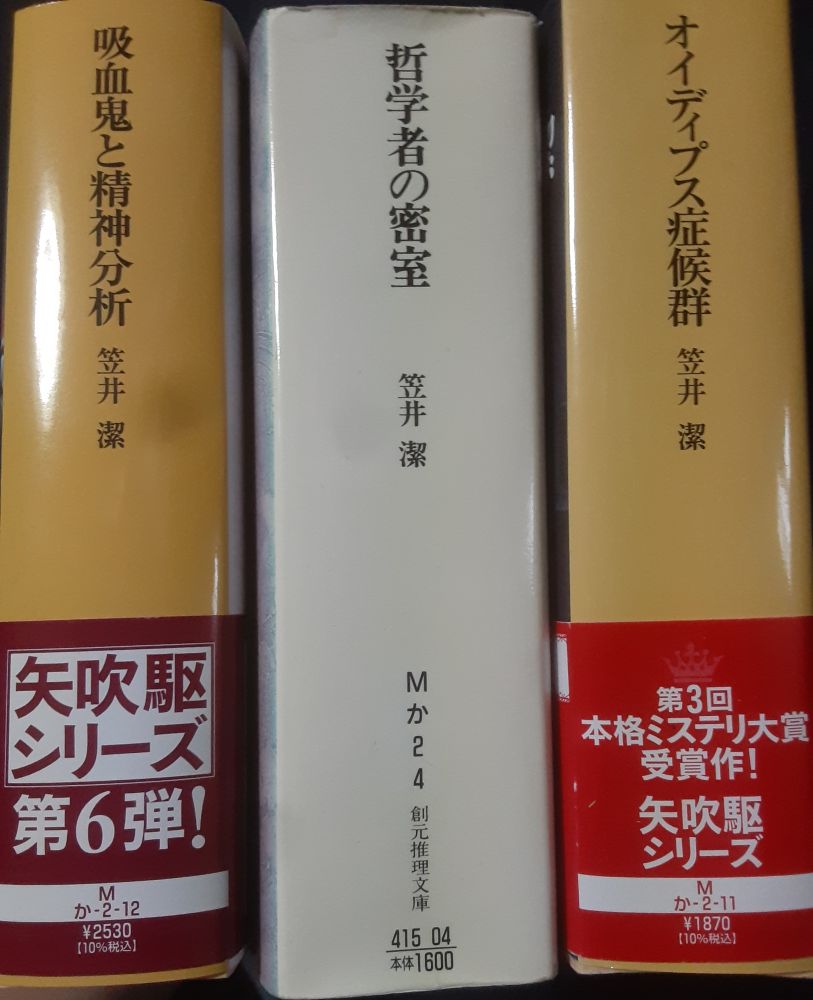 吸血鬼と精神分析
笠井 潔
矢吹駆
シリーズ
第6弾!
M
か-2-12
¥2530
【10%税込】
哲学者の密室
笠井 潔
Mか24
創元推理文庫
415 04
本体1600
オイディプス症候群
笠井 潔
第3回
本格ミステリ大賞
受賞作!
矢吹駆
シリーズ
M
か-2-11
¥1870
【10%税込】